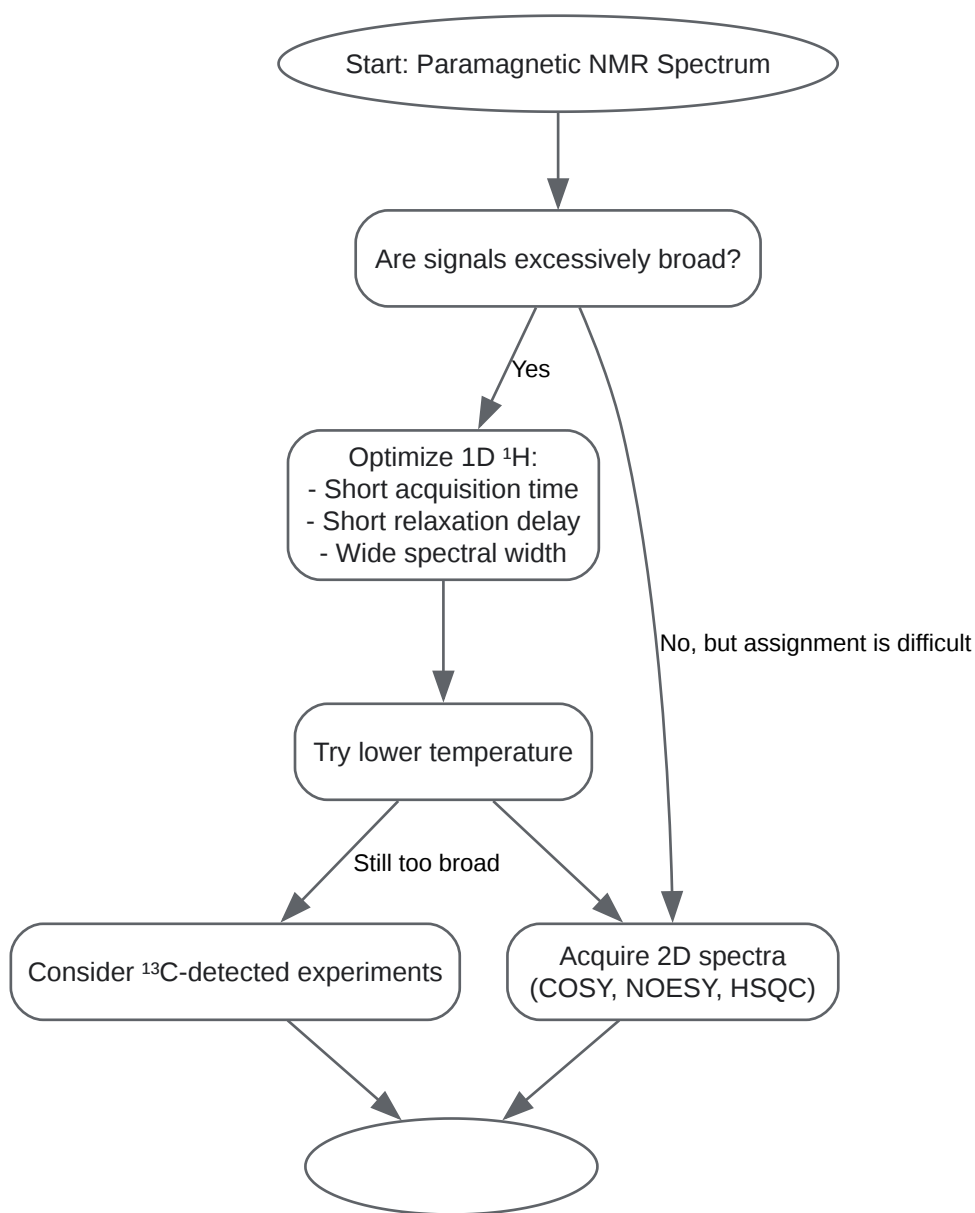 Start: Paramagnetic NMR Spectrum
Are signals excessively broad?
Yes
Optimize 1D ¹H:
- Short acquisition time
- Short relaxation delay
- Wide spectral width
No, but assignment is difficult
Try lower temperature
Still too broad
Consider ¹³C-detected experiments
Acquire 2D spectra
(COSY, NOESY, HSQC)